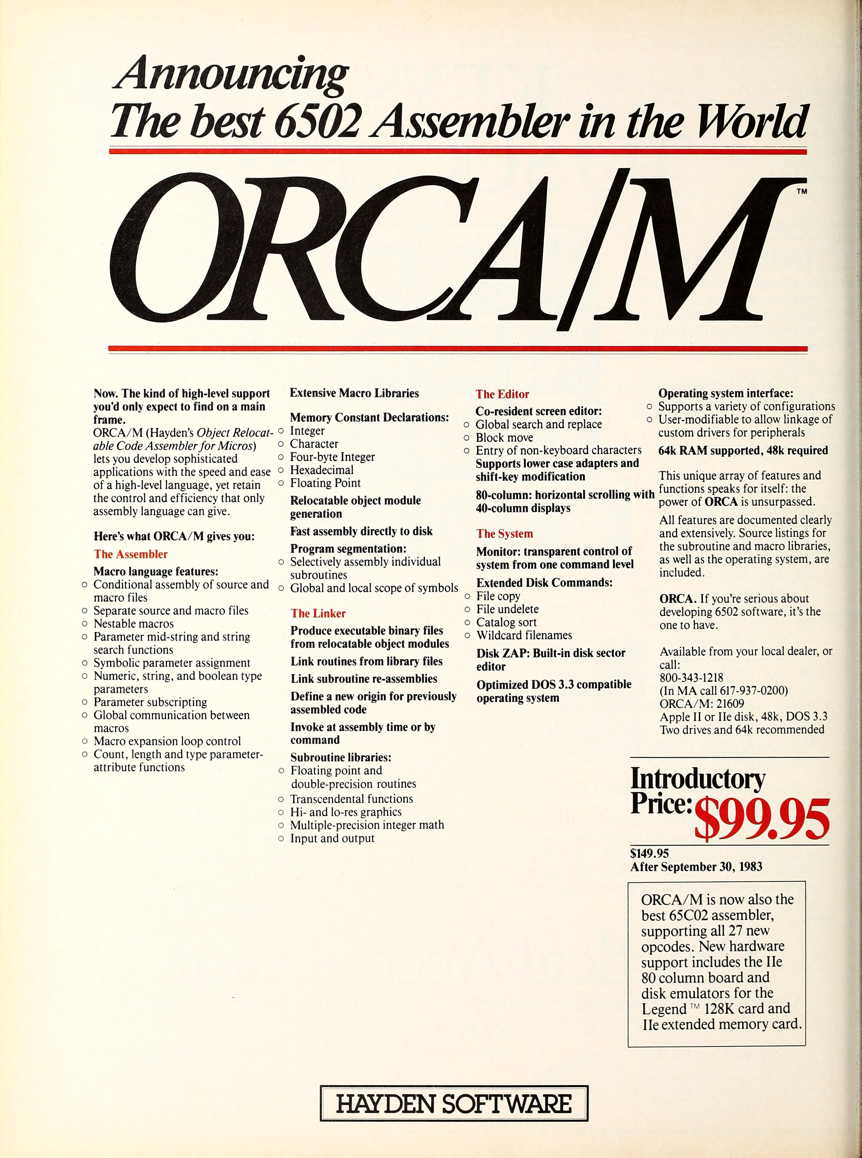 Announcing
The best 6502 Assembler in the World
ORCA/M™
Now. The kind of high-level support
you'd only expect to find on a main
frame.
ORCA/M (Hayden's Object Relocat-
able Code Assembler for Micros)
lets you develop sophisticated
applications with the speed and ease
of a high-level language, yet retain
the control and efficiency that only
assembly language can give.
Here's what ORCA/M gives you:
The Assembler
Macro language features:
○ Conditional assembly of source and
macro files
○ Separate source and macro files
○ Nestable macros
○ Parameter mid-string and string
search functions
○ Symbolic parameter assignment
○ Numeric, string, and boolean type
parameters
○ Parameter subscripting
○ Global communication between
macros
○ Macro expansion loop control
○ Count, length and type parameter-
attribute functions
Extensive Macro Libraries
Memory Constant Declarations:
○ Integer
○ Character
○ Four-byte Integer
○ Hexadecimal
○ Floating Point
Relocatable object module
generation
Fast assembly directly to disk
Program segmentation:
○ Selectively assembly individual
subroutines
○ Global and local scope of symbols
The Linker
Produce executable binary files
from relocatable object modules
Link routines from library files
Link subroutine re-assemblies
Define a new origin for previously
assembled code
Invoke at assembly time or by
command
Subroutine libraries:
○ Floating point and
double-precision routines
○ Transcendental functions
○ Hi- and lo-res graphics
○ Multiple-precision integer math
○ Input and output
The Editor
Co-resident screen editor:
○ Global search and replace
○ Block move
○ Entry of non-keyboard characters
Supports lower case adapters and
shift-key modification
80-column: horizontal scrolling with
40-column displays
The System
Monitor: transparent control of
system from one command level
Extended Disk Commands:
○ File copy
○ File undelete
○ Catalog sort
○ Wildcard filenames
Disk ZAP: Built-in disk sector
editor
Optimized DOS 3.3 compatible
operating system
Operating system interface:
○ Supports a variety of configurations
○ User-modifiable to allow linkage of
custom drivers for peripherals
64k RAM supported, 48k required
This unique array of features and
functions speaks for itself: the
power of ORCA is unsurpassed.
All features are documented clearly
and extensively. Source listings for
the subroutine and macro libraries,
as well as the operating system, are
included.
ORCA. If you're serious about
developing 6502 software, it's the
one to have.
Available from your local dealer, or
call:
800-343-1218
(In MA call 617-937-0200)
ORCA/M: 21609
Apple II or IIe disk, 48k, DOS 3.3
Two drives and 64k recommended
Introductory
Price: $99.95
$149.95
After September 30, 1983
ORCA/M is now also the
best 65C02 assembler,
supporting all 27 new
opcodes. New hardware
support includes the IIe
80 column board and
disk emulators for the
Legend™ 128K card and
IIe extended memory card.
HAYDEN SOFTWARE